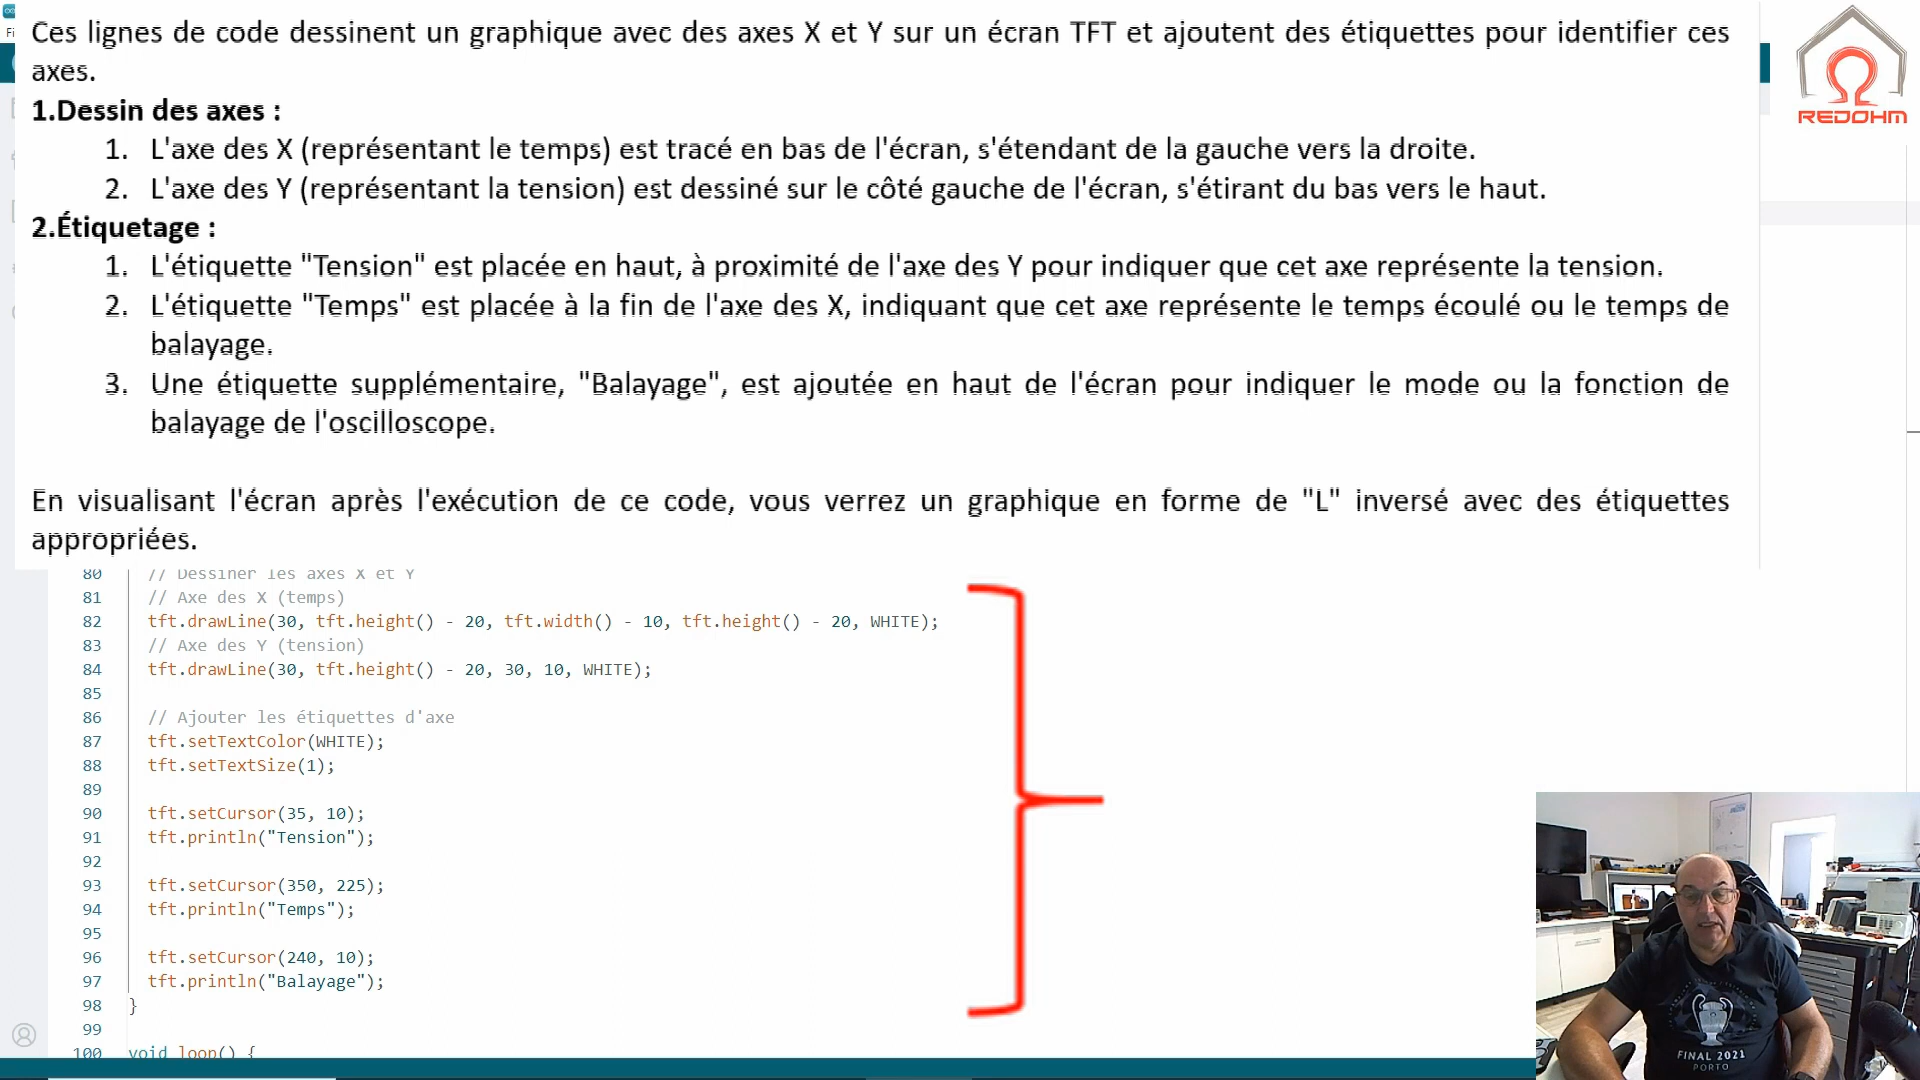 Ces lignes de code dessinent un graphique avec des axes X et Y sur un écran TFT et ajoutent des étiquettes pour identifier ces
axes.
1.Dessin des axes :
1. L'axe des X (représentant le temps) est tracé en bas de l'écran, s'étendant de la gauche vers la droite.
2. L'axe des Y (représentant la tension) est dessiné sur le côté gauche de l'écran, s'étirant du bas vers le haut.
2.Étiquetage :
1. L'étiquette "Tension" est placée en haut, à proximité de l'axe des Y pour indiquer que cet axe représente la tension.
2. L'étiquette "Temps" est placée à la fin de l'axe des X, indiquant que cet axe représente le temps écoulé ou le temps de
balayage.
3. Une étiquette supplémentaire, "Balayage", est ajoutée en haut de l'écran pour indiquer le mode ou la fonction de
balayage de l'oscilloscope.
En visualisant l'écran après l'exécution de ce code, vous verrez un graphique en forme de "L" inversé avec des étiquettes
appropriées.
REDOHM
80 // Dessiner les axes X et Y
81 // Axe des X (temps)
82 tft.drawLine(30, tft.height() - 20, tft.width() - 10, tft.height() - 20, WHITE);
83 // Axe des Y (tension)
84 tft.drawLine(30, tft.height() - 20, 30, 10, WHITE);
85
86 // Ajouter les étiquettes d'axe
87 tft.setTextColor(WHITE);
88 tft.setTextSize(1);
89
90 tft.setCursor(35, 10);
91 tft.println("Tension");
92
93 tft.setCursor(350, 225);
94 tft.println("Temps");
95
96 tft.setCursor(240, 10);
97 tft.println("Balayage");
98 }
99
100 void loop() {
FINAL 2021
PORTO